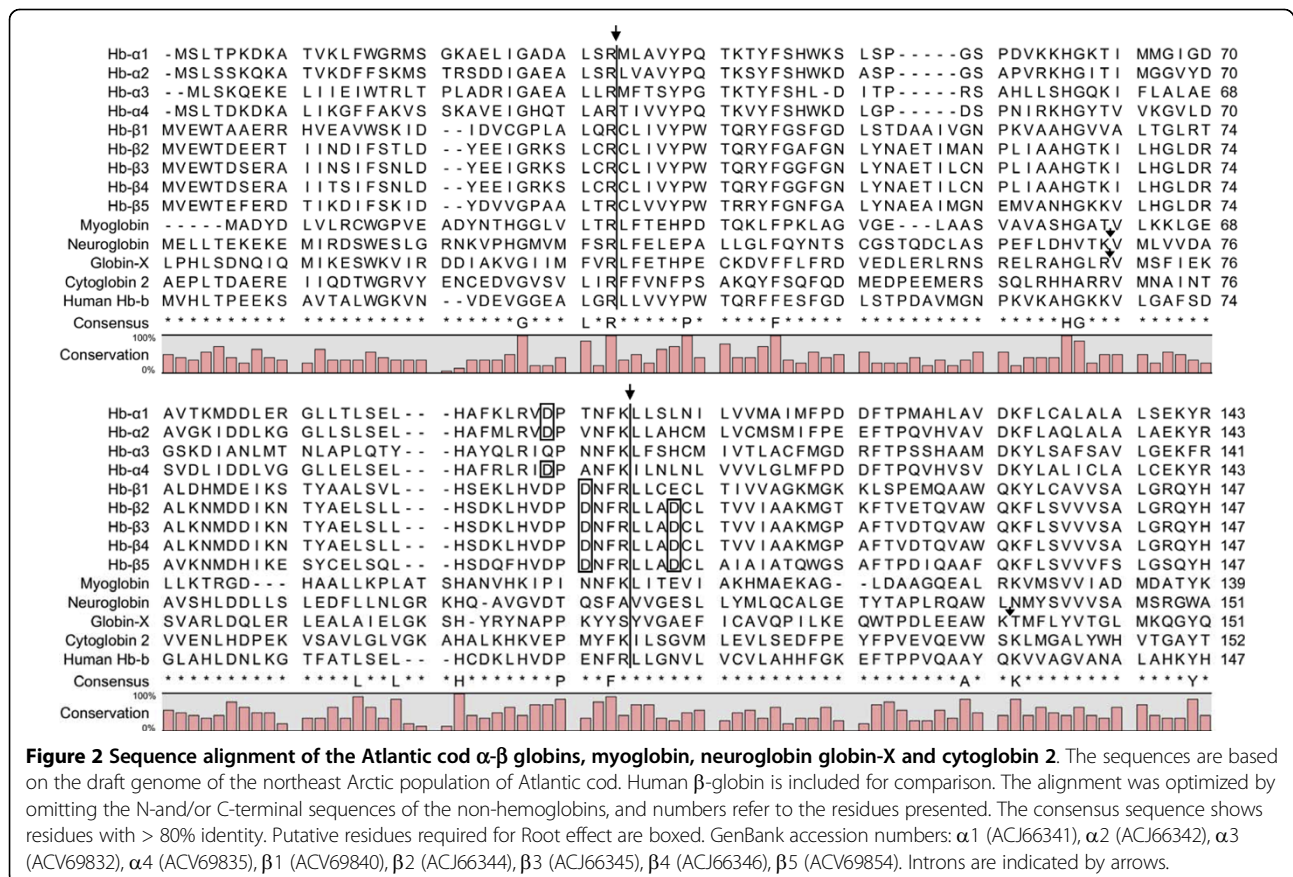 Hb-α1 -MSLTPKDKA TVKLFWGRMS GKAELIGADA LSRMLAVYPQ TKTYFSHWKS LSP-----GS PDVKKHGKTI MMGIGD 70
Hb-α2 -MSLSSKQKA TVKDFFSKMS TRSDDIGAEA LSRLVAVYPQ TKSYFSHWKD ASP-----GS APVRKHGITI MGGVYD 70
Hb-α3 --MLSKQEKE LIIEIWTRLT PLADRIGAEA LLRMFTSYPG TKTYFSHL-D ITP-----RS AHLLSHGQKI FLALAE 68
Hb-α4 -MSLTDKDKA LIKGFFAKVS SKAVEIGHQT LARTIVVYPQ TKVYFSHWKD LGP-----DS PNIRKHGYTV VKGVLD 70
Hb-β1 MVEWTAAERR HVEAVWSKID --IDVCGPLA LQRCLIVYPW TQRYFGSFGD LSTDAAIVGN PKVAAHGVVA LTGLRT 74
Hb-β2 MVEWTDEERT IINDIFSTLD --YEEIGRKS LCRCLIVYPW TQRYFGAFGN LYNAETIMAN PLIAAHGTKI LHGLDR 74
Hb-β3 MVEWTDSERA IINSIFSNLD --YEEIGRKS LCRCLIVYPW TQRYFGGFGN LYNAETILCN PLIAAHGTKI LHGLDR 74
Hb-β4 MVEWTDSERA IITSIFSNLD --YEEIGRKS LCRCLIVYPW TQRYFGGFGN LYNAETILCN PLIAAHGTKI LHGLDR 74
Hb-β5 MVEWTEFERD TIKDIFSKID --YDVVGPAA LTRCLIVYPW TRRYFGNFGA LYNAEAIMGN EMVANHGTKI LHGLDR 74
Myoglobin -----MADYD LVLRCWGPVE ADYNTHGGLV LTRLFTEHPD TQKLFPKLAG VGE---LAAS VAVASHGATV LKKLGE 68
Neuroglobin MELLTEKEKE MIRDSWESLG RNKVPHGMVM FSRLFELEPA LLGLFQYNTS CGSTQDCLAS PEFLDHVTKV MLVVDA 76
Globin-X LPHLSDNQIQ MIKESWKVIR DDIAKVGIIM FVRLFETHPE CKDVFFLFRD VEDLERLRNS RELRAHGLRV MSFIEK 76
Cytoglobin 2 AEPLTDAERE IIQDTWGRVY ENCEDVGVSV LIRFFVNFPS AKQYFSQFQD MEDPEEMERS SQLRHHARRV MNAINT 76
Human Hb-b MVHLTPEEKS AVTALWGKVN --VDEVGGEA LGRLLVVYPW TQRFFESFGD LSTPDAVMGN PKVKAHGKKV LGAFSD 74
Consensus ********** ********** ******G*** L*R****P* ****F***** ********** *****HG*** ******
100%
Conservation
0%
Hb-α1 AVTKMDDLER GLLTLSEL--- HAFKLRVDP TNFKLLSLNI LVVMAIMFPD DFTPMAHLAV DKFLCALALA LSEKYR 143
Hb-α2 AVGKIDDLKG GLLSLSEL--- HAFMLRVDP VNFKLLAHCM LVCMSMIFPE EFTPQVHVAV DKFLAQLALA LAEKYR 143
Hb-α3 GSKDIANLMT NLAPLQTY--- HAYQLRIQP NNFKLFSHCM IVTLACFMGD SFTPSSHAAM DKFLSAFSAV LGEKFR 141
Hb-α4 SVDLIDDLVG GLLELSEL--- HAFRLRIDP ANFKILNLNL VVVLGLMFPD DFTPQVHVSV DKYLALICLA LCEKYR 143
Hb-β1 ALDHMDEIKS TYAALSVL--- HSEKLHVDP DNFRLLCECL TIVVAGKMGK KLSPEMQAAW QKYLCAVVSA LGRQYH 147
Hb-β2 ALKNMDDIKN TYAELSLL--- HSDKLHVDP DNFRLLADCL TVVIAAKMGT KFTVETQVAW QKFLSVVVSA LGRQYH 147
Hb-β3 ALKNMDDIKN TYAELSLL--- HSDKLHVDP DNFRLLADCL TVVIAAKMGP AFTVDTQVAW QKFLSVVVSA LGRQYH 147
Hb-β4 ALKNMDDIKN TYAELSLL--- HSDKLHVDP DNFRLLADCL TVVIAAKMGP AFTVDTQVAW QKFLSVVVSA LGRQYH 147
Hb-β5 AVKNMDHIKE SYCELSQL--- HSDQFHVDP DNFRLLADCL AIAIATQWGS AFTPDIQAAF QKFLSVVVFS LGSQYH 147
Myoglobin LLKTRGD--- HAALLKPLATS HANVHKIPI NNFKLITEVI AKHMAEKAG- -LDAAGQEAL RKVMSVVIAD MDATYK 139
Neuroglobin AVSHLDDLLS LEDFLLNLGRK HQ-AVGVDT QSFAVVGESL LYMLQCALGE TYTAPLRQAW LNMYSVVVSA MSRGWA 151
Globin-X SVARLDQLER LEALAIELGKS H-YRYNAPP KYYSYVGAEF ICAVQPILKE QWTPDLEEAW KTMFLYVTGL MKQGYQ 151
Cytoglobin 2 VVENLHDPEK VSAVLGLVGKA HALKHKVEP MYFKILSGVM LEVLSEDFPE YFPVEVQEVW SKLMGALYWH VTGAYT 152
Human Hb-b GLAHLDNLKG TFATLSEL--- HCDKLHVDP ENFRLLGNVL VCVLAHHFGK EFTPPVQAAY QKVVAGVANA LAHKYH 147
Consensus ********** *****L**L*** *H*******P **F******* ********** ********A* *K******** ****Y*
100%
Conservation
0%
Figure 2 Sequence alignment of the Atlantic cod α-β globins, myoglobin, neuroglobin globin-X and cytoglobin 2. The sequences are based
on the draft genome of the northeast Arctic population of Atlantic cod. Human β-globin is included for comparison. The alignment was optimized by
omitting the N-and/or C-terminal sequences of the non-hemoglobins, and numbers refer to the residues presented. The consensus sequence shows
residues with > 80% identity. Putative residues required for Root effect are boxed. GenBank accession numbers: α1 (ACJ66341), α2 (ACJ66342), α3
(ACV69832), α4 (ACV69835), β1 (ACV69840), β2 (ACJ66344), β3 (ACJ66345), β4 (ACJ66346), β5 (ACV69854). Introns are indicated by arrows.